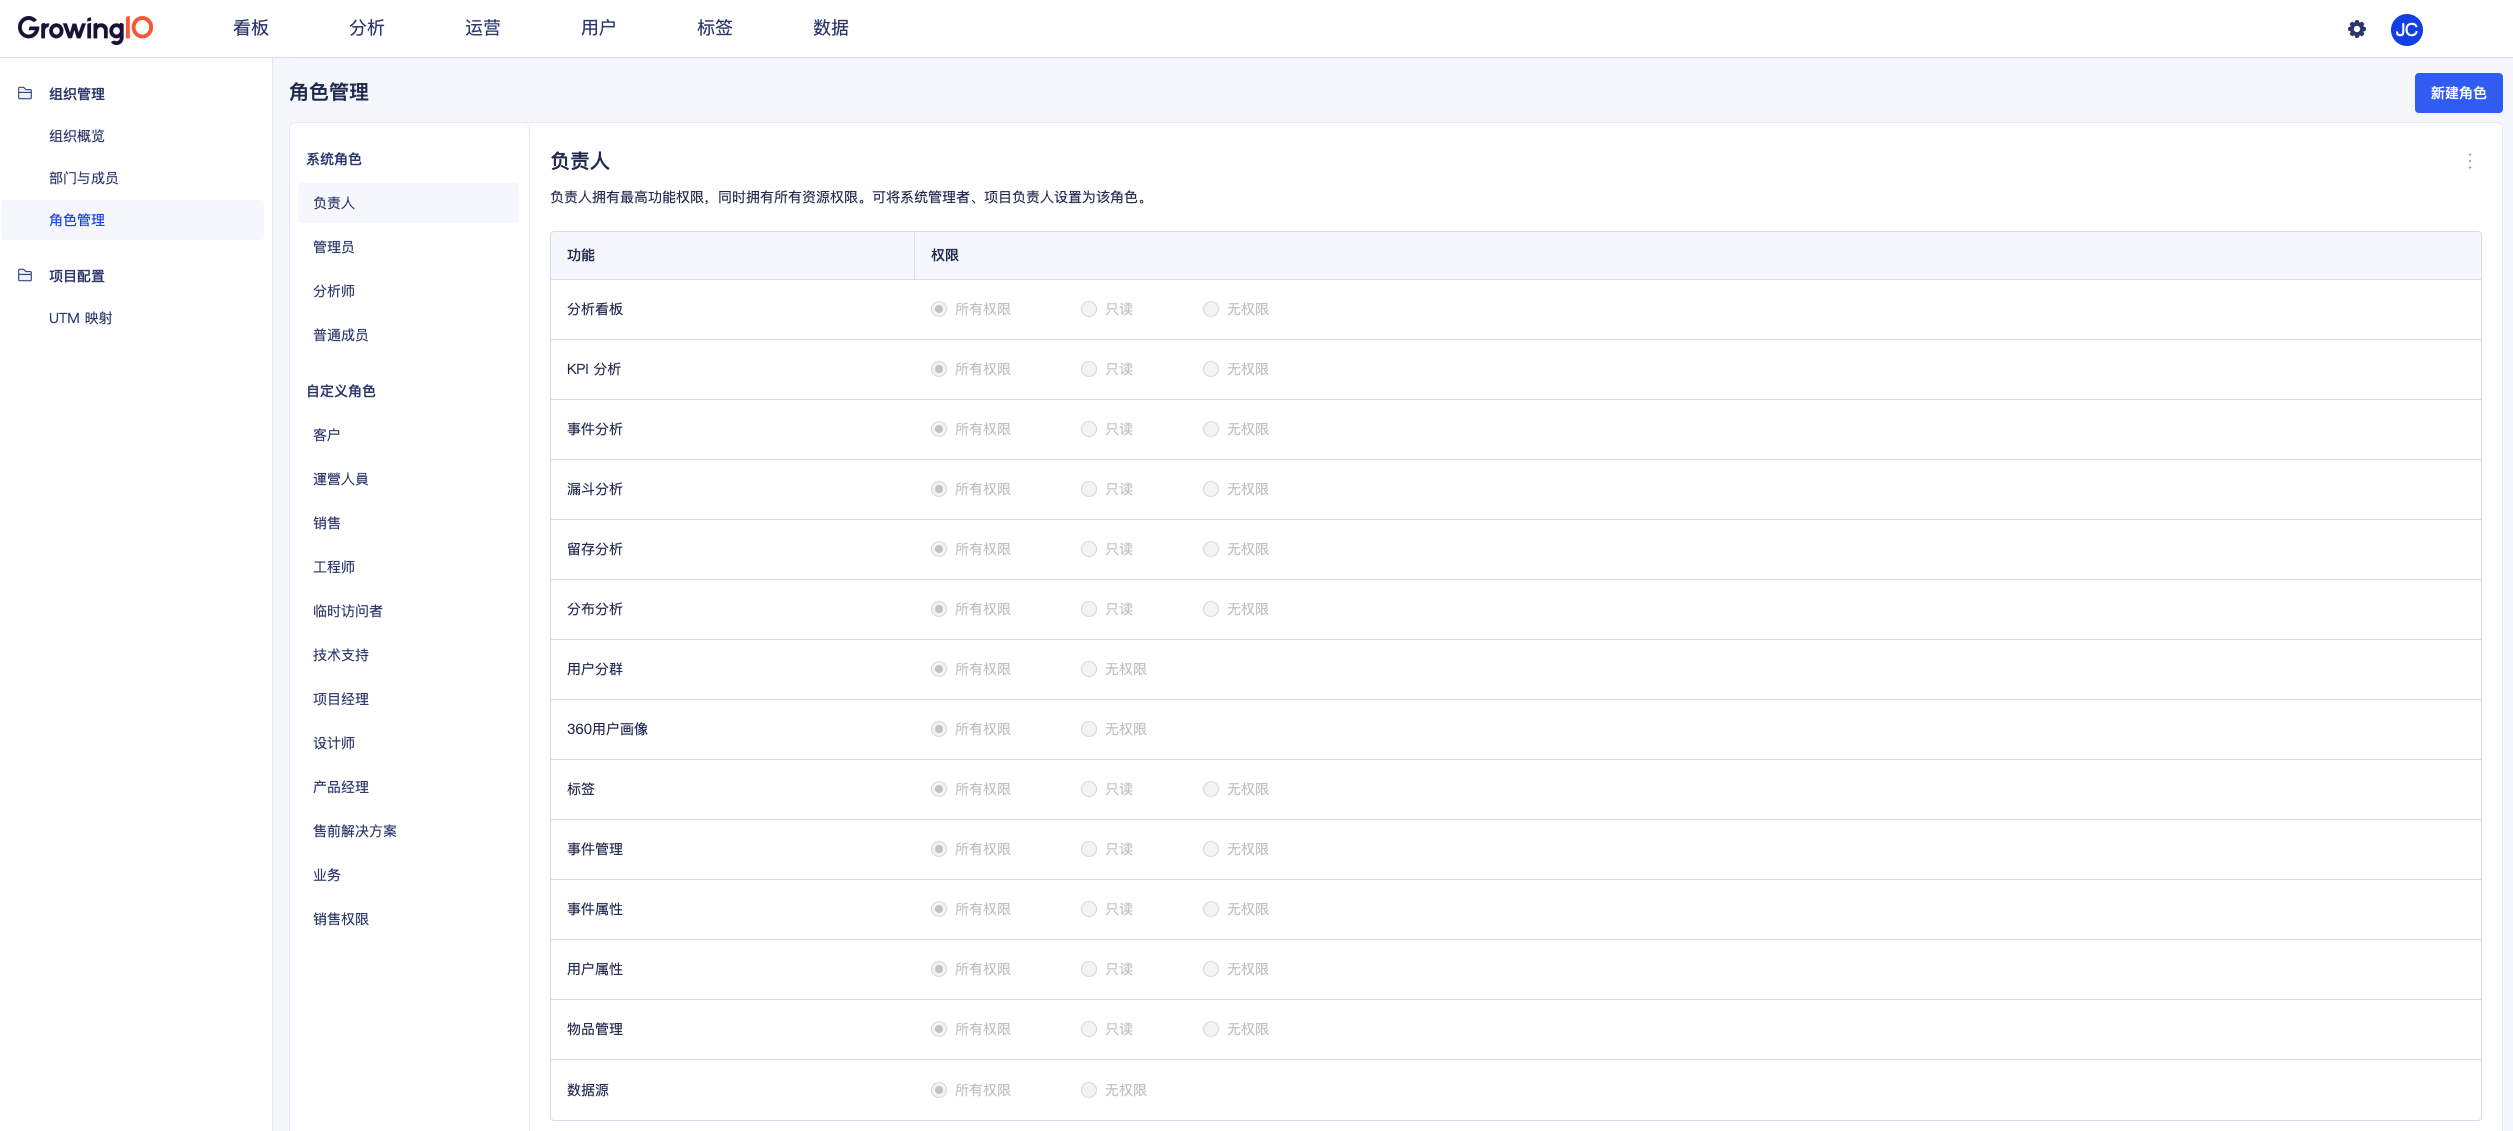 GrowingIO 看板 分析 运营 用户 标签 数据 JC
组织管理
组织概览
部门与成员
角色管理
项目配置
UTM 映射
角色管理 新建角色
系统角色
负责人
管理员
分析师
普通成员
自定义角色
客户
運營人員
销售
工程师
临时访问者
技术支持
项目经理
设计师
产品经理
售前解决方案
业务
销售权限
负责人
负责人拥有最高功能权限，同时拥有所有资源权限。可将系统管理者、项目负责人设置为该角色。
功能 权限
分析看板 所有权限 只读 无权限
KPI 分析 所有权限 只读 无权限
事件分析 所有权限 只读 无权限
漏斗分析 所有权限 只读 无权限
留存分析 所有权限 只读 无权限
分布分析 所有权限 只读 无权限
用户分群 所有权限 无权限
360用户画像 所有权限 无权限
标签 所有权限 只读 无权限
事件管理 所有权限 只读 无权限
事件属性 所有权限 只读 无权限
用户属性 所有权限 只读 无权限
物品管理 所有权限 只读 无权限
数据源 所有权限 无权限